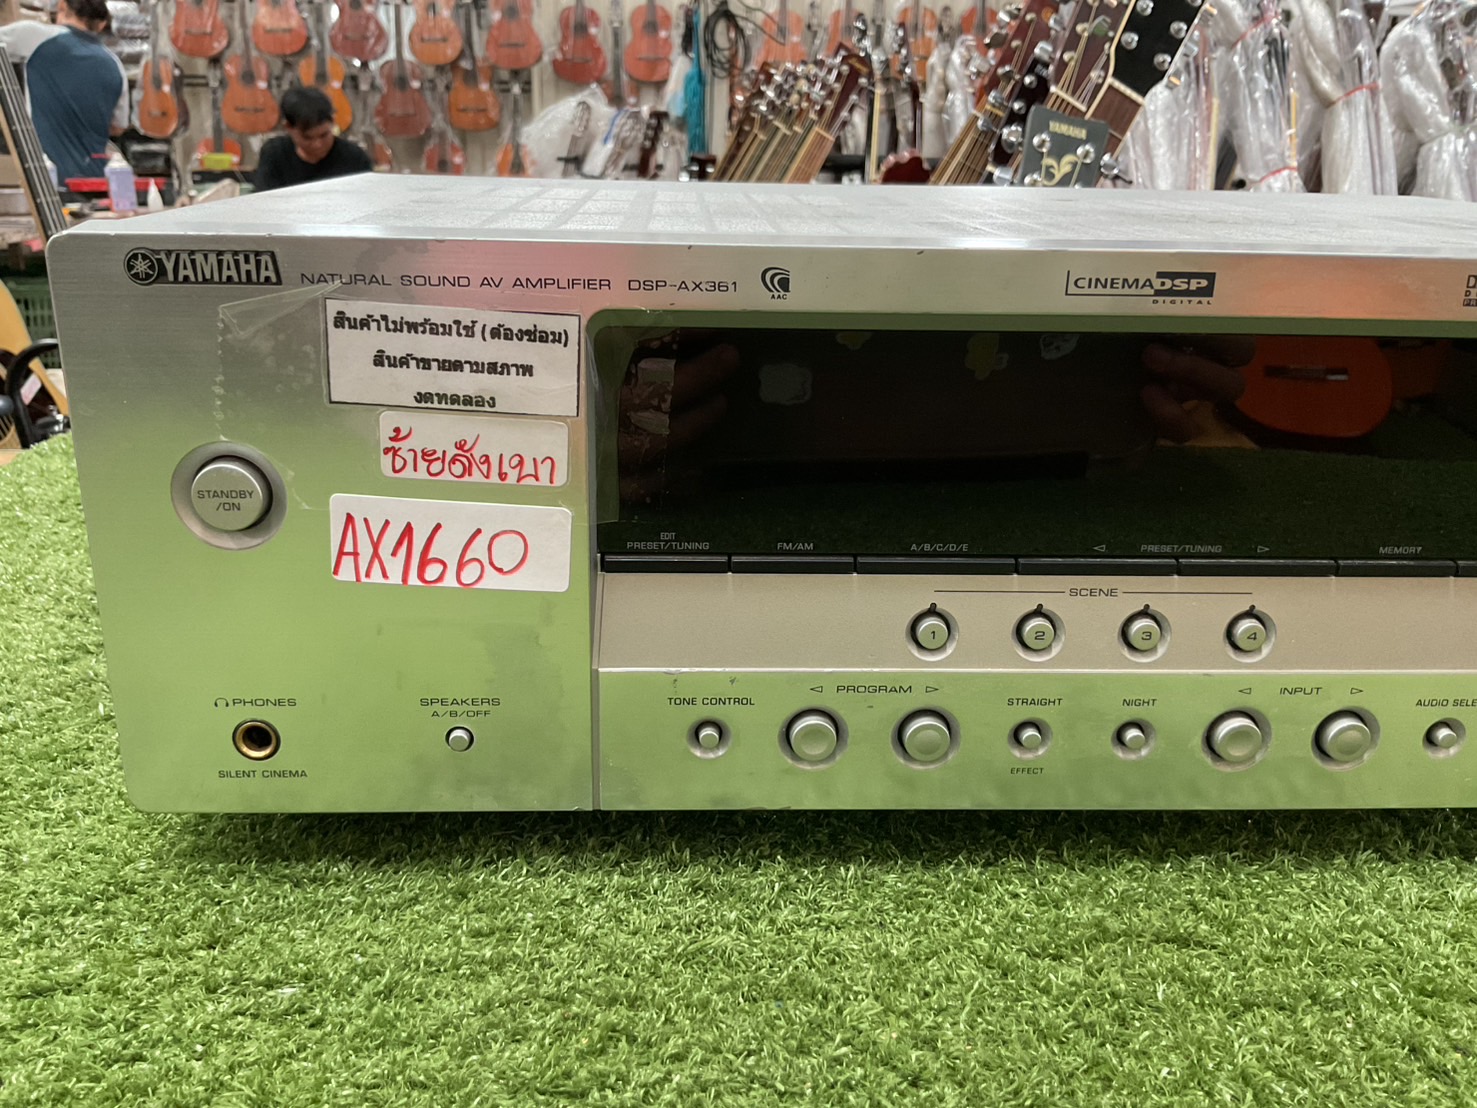 YAMAHA
YAMAHA NATURAL SOUND AV AMPLIFIER DSP-AX361
AAC
CINEMA DSP
DIGITAL
สินค้าไม่พร้อมใช้ (ต้องซ่อม)
สินค้าขายตามสภาพ
งดทดลอง
ซ้ายดังเบา
AX1660
STANDBY
/ON
EDIT
PRESET/TUNING
FM/AM
A/B/C/D/E
PRESET/TUNING
MEMORY
SCENE
1 2 3 4
PHONES
SILENT CINEMA
SPEAKERS
A/B/OFF
TONE CONTROL
PROGRAM
STRAIGHT
EFFECT
NIGHT
INPUT
AUDIO SELE